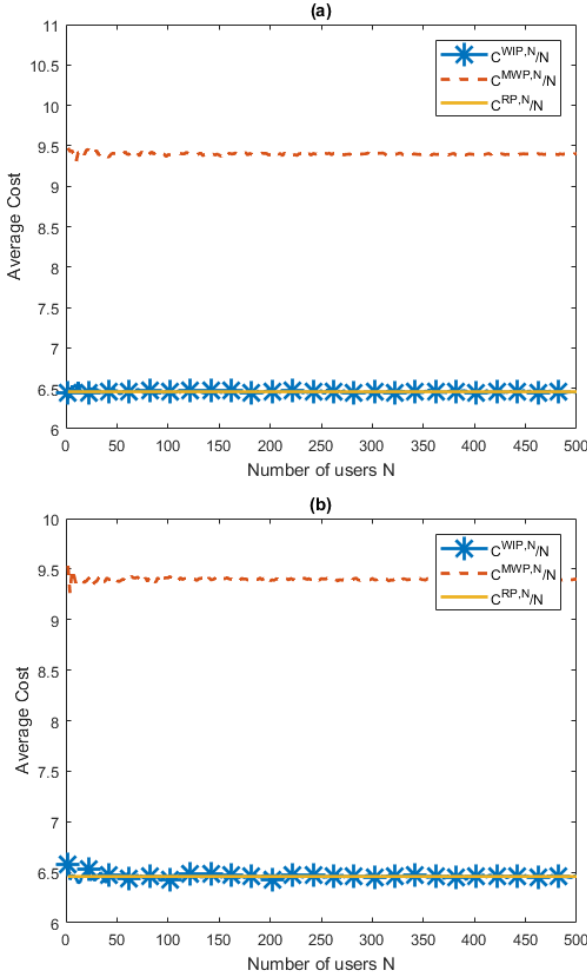 (a)
11
10.5
10
9.5
9
8.5
8
7.5
7
6.5
6
Average Cost
C^WIP,N/N
C^MWP,N/N
C^RP,N/N
0 50 100 150 200 250 300 350 400 450 500
Number of users N
(b)
10
9.5
9
8.5
8
7.5
7
6.5
6
Average Cost
C^WIP,N/N
C^MWP,N/N
C^RP,N/N
0 50 100 150 200 250 300 350 400 450 500
Number of users N